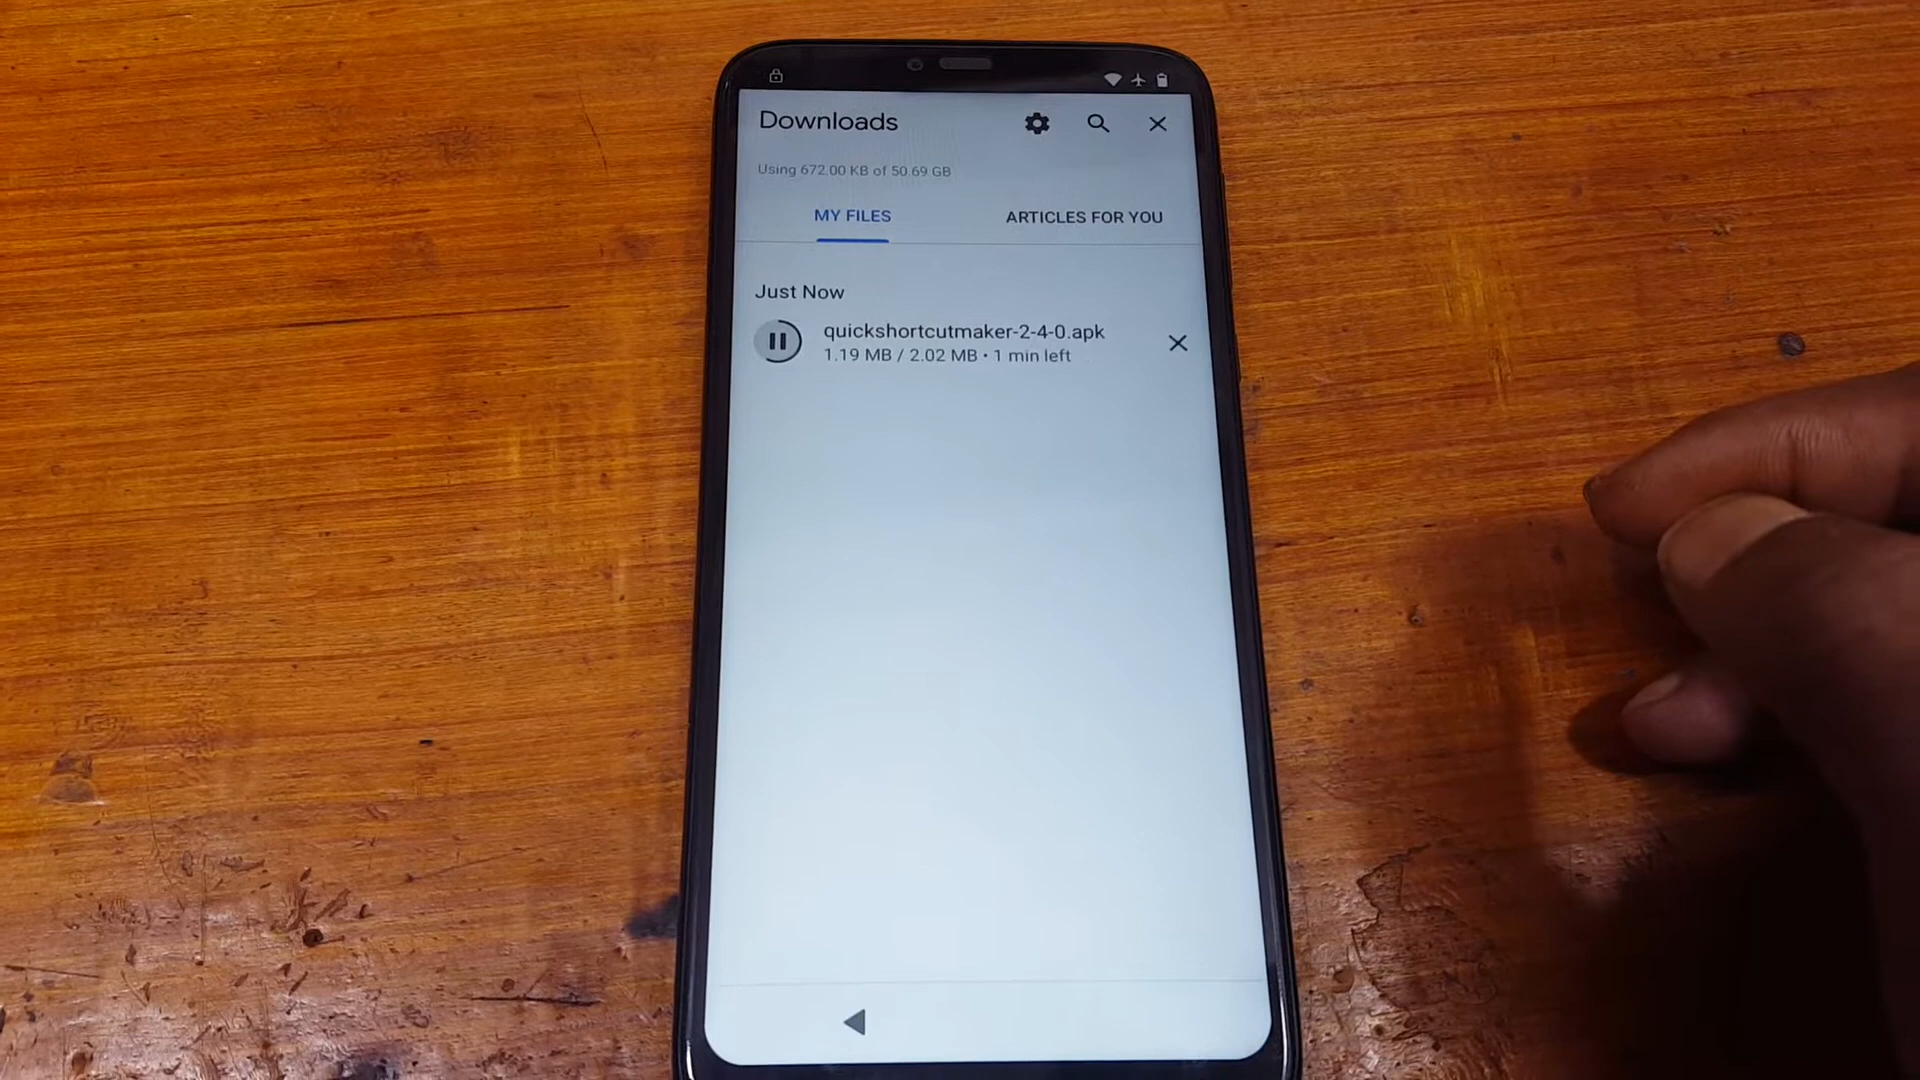 Downloads
Using 672.00 KB of 50.69 GB
MY FILES
ARTICLES FOR YOU
Just Now
quickshortcutmaker-2-4-0.apk
1.19 MB / 2.02 MB • 1 min left